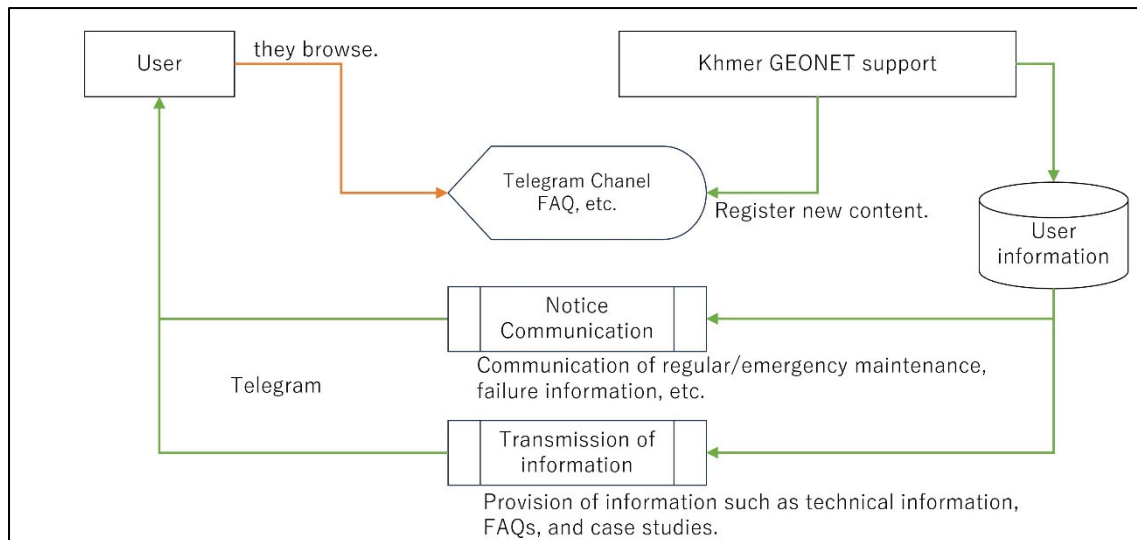 they browse.
User
Khmer GEONET support
Telegram Chanel
FAQ, etc.
Register new content.
User
information
Notice
Communication
Communication of regular/emergency maintenance,
failure information, etc.
Telegram
Transmission of
information
Provision of information such as technical information,
FAQs, and case studies.